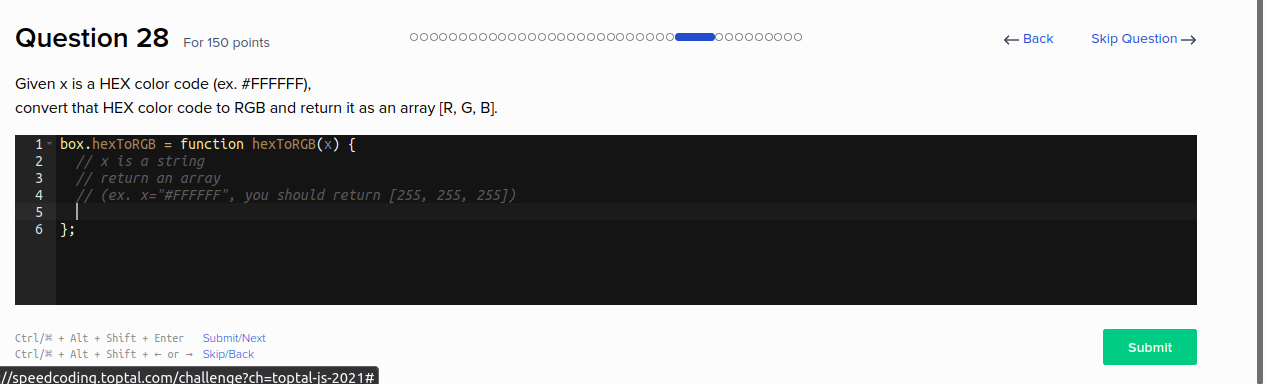 Question 28 For 150 points ← Back Skip Question →
Given x is a HEX color code (ex. #FFFFFF),
convert that HEX color code to RGB and return it as an array [R, G, B].
1 box.hexToRGB = function hexToRGB(x) {
2 // x is a string
3 // return an array
4 // (ex. x="#FFFFFF", you should return [255, 255, 255])
5
6 };
Ctrl/⌘ + Alt + Shift + Enter Submit/Next
Ctrl/⌘ + Alt + Shift + ← or → Skip/Back
Submit
//speedcoding.toptal.com/challenge?ch=toptal-js-2021#